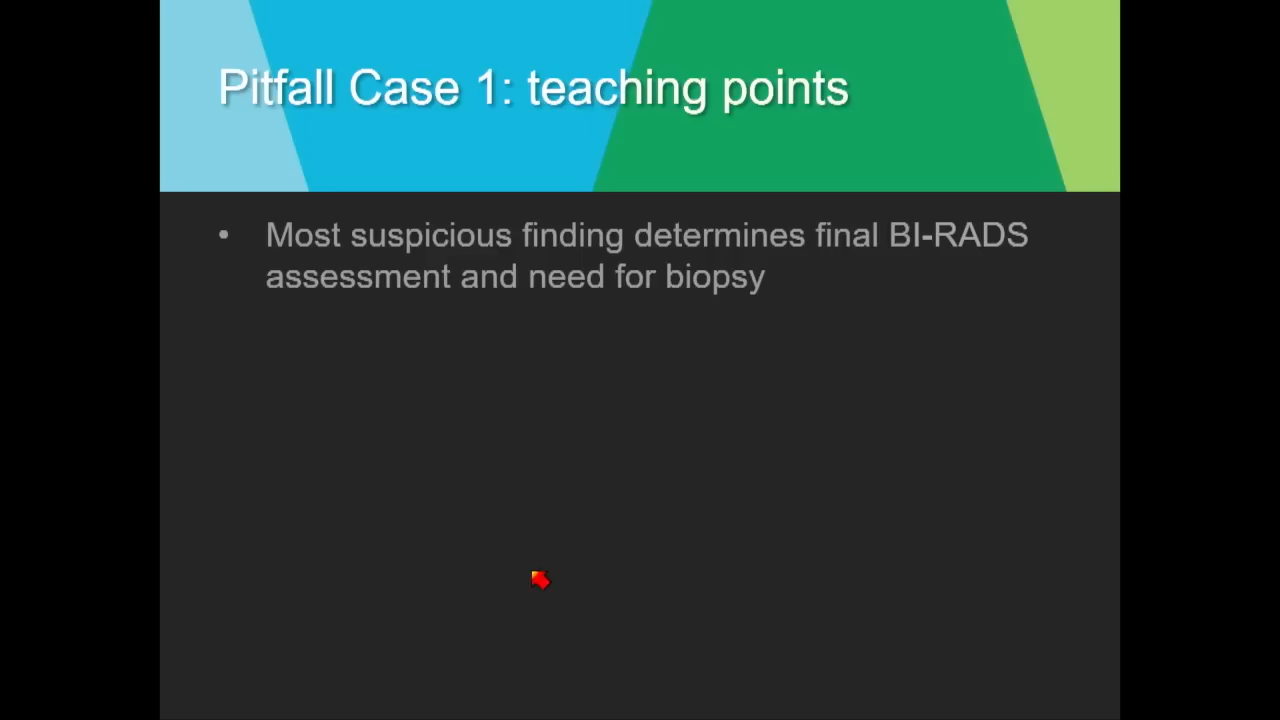 Pitfall Case 1: teaching points
• Most suspicious finding determines final BI-RADS
assessment and need for biopsy